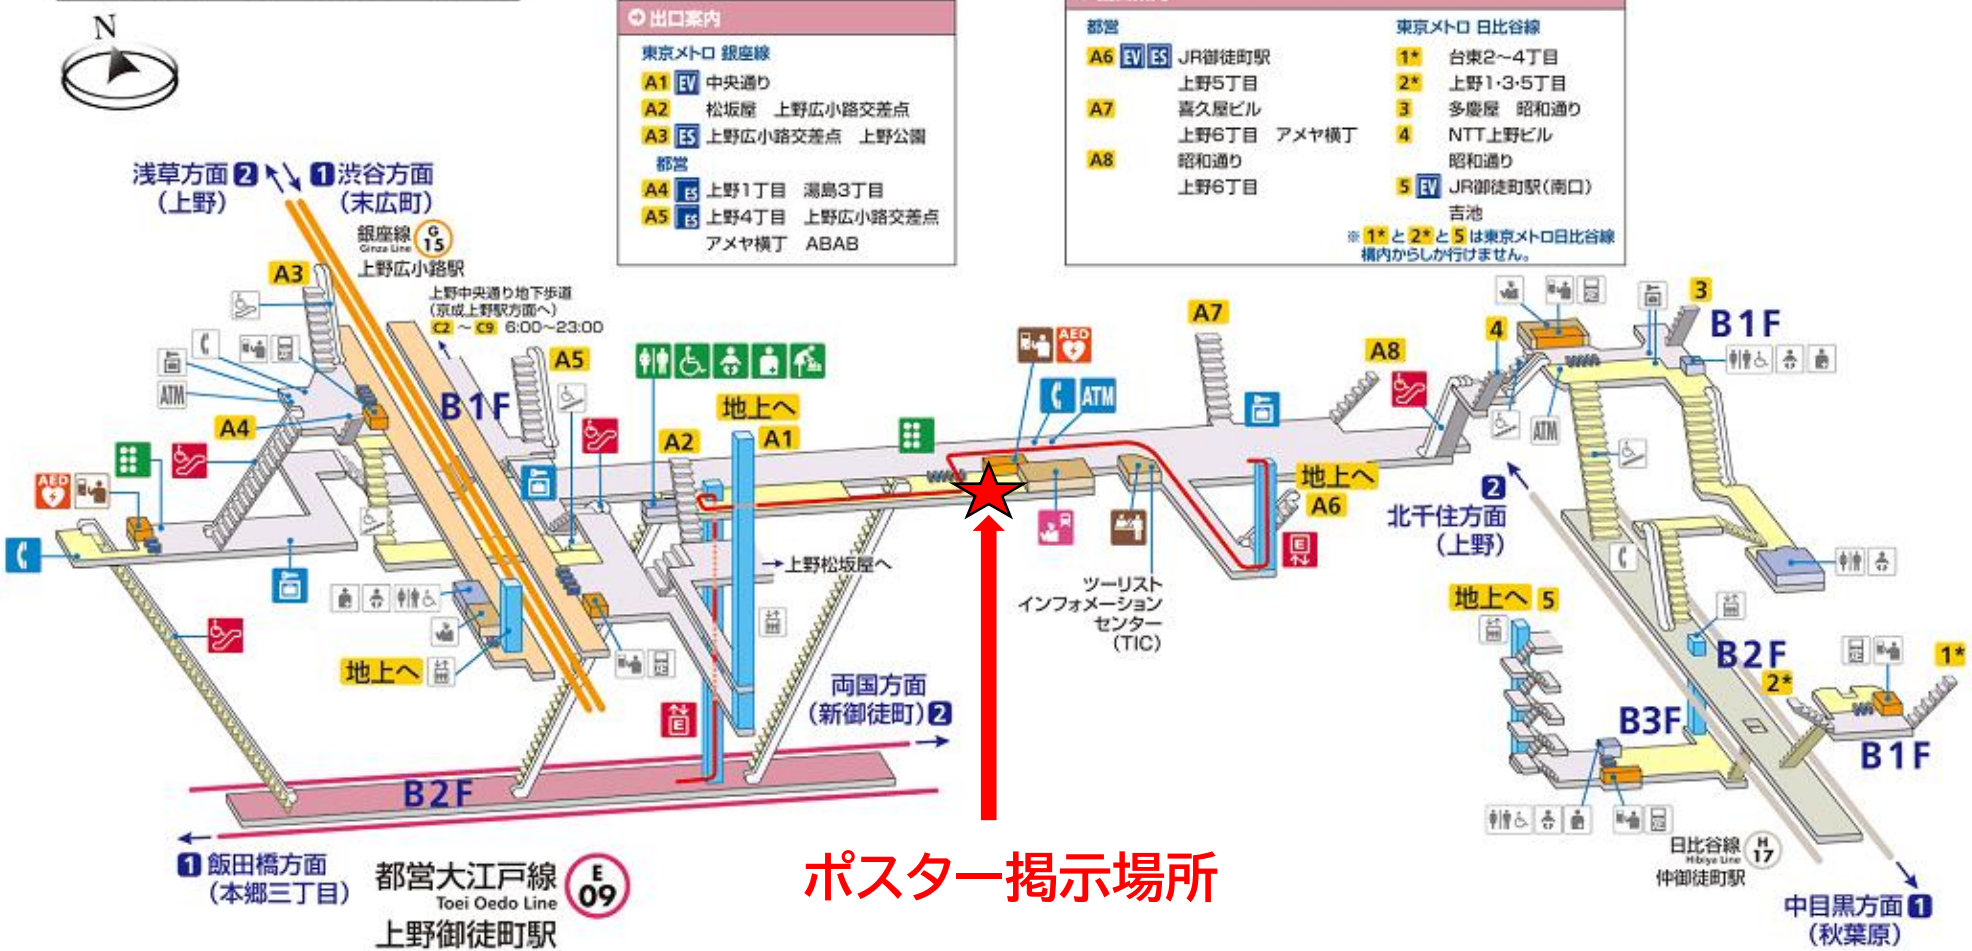 N
出口案内
東京メトロ 銀座線
A1 EV 中央通り
A2 松坂屋 上野広小路交差点
A3 ES 上野広小路交差点 上野公園
都営
A4 ES 上野1丁目 湯島3丁目
A5 ES 上野4丁目 上野広小路交差点
アメヤ横丁 ABAB
都営
A6 EV ES JR御徒町駅
上野5丁目
A7 喜久屋ビル
上野6丁目 アメヤ横丁
A8 昭和通り
上野6丁目
東京メトロ 日比谷線
1* 台東2〜4丁目
2* 上野1・3・5丁目
3 多慶屋 昭和通り
4 NTT上野ビル
昭和通り
5 EV JR御徒町駅(南口)
吉池
※ 1* と 2* と 5 は東京メトロ日比谷線
構内からしか行けません。
浅草方面 2
(上野)
1 渋谷方面
(末広町)
銀座線
Ginza Line
G
15
上野広小路駅
上野中央通り地下歩道
(京成上野駅方面へ)
C2 〜 C9 6:00〜23:00
A3
A5
ATM
A4
B1F
AED
A2
地上へ
A1
AED
ATM
A7
A8
4
3
B1F
ATM
地上へ
A6
E
2
北千住方面
(上野)
上野松坂屋へ
ツーリスト
インフォメーション
センター
(TIC)
地上へ
E
両国方面
(新御徒町) 2
地上へ 5
B2F
2*
1*
B3F
B1F
B2F
1 飯田橋方面
(本郷三丁目)
都営大江戸線
Toei Oedo Line
E
09
上野御徒町駅
ポスター掲示場所
日比谷線
Hibiya Line
H
17
仲御徒町駅
中目黒方面 1
(秋葉原)